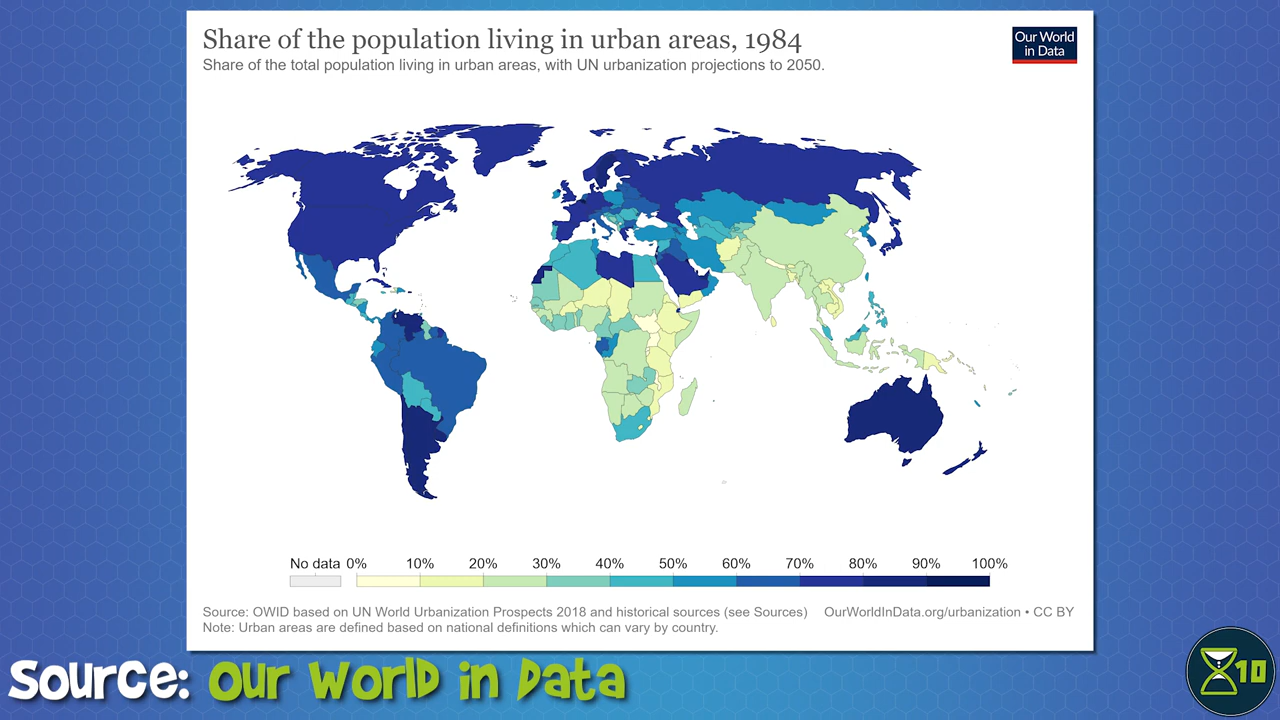 Share of the population living in urban areas, 1984
Share of the total population living in urban areas, with UN urbanization projections to 2050.
Our World
in Data
No data 0% 10% 20% 30% 40% 50% 60% 70% 80% 90% 100%
Source: OWID based on UN World Urbanization Prospects 2018 and historical sources (see Sources) OurWorldInData.org/urbanization • CC BY
Note: Urban areas are defined based on national definitions which can vary by country.
Source: Our World in Data
10